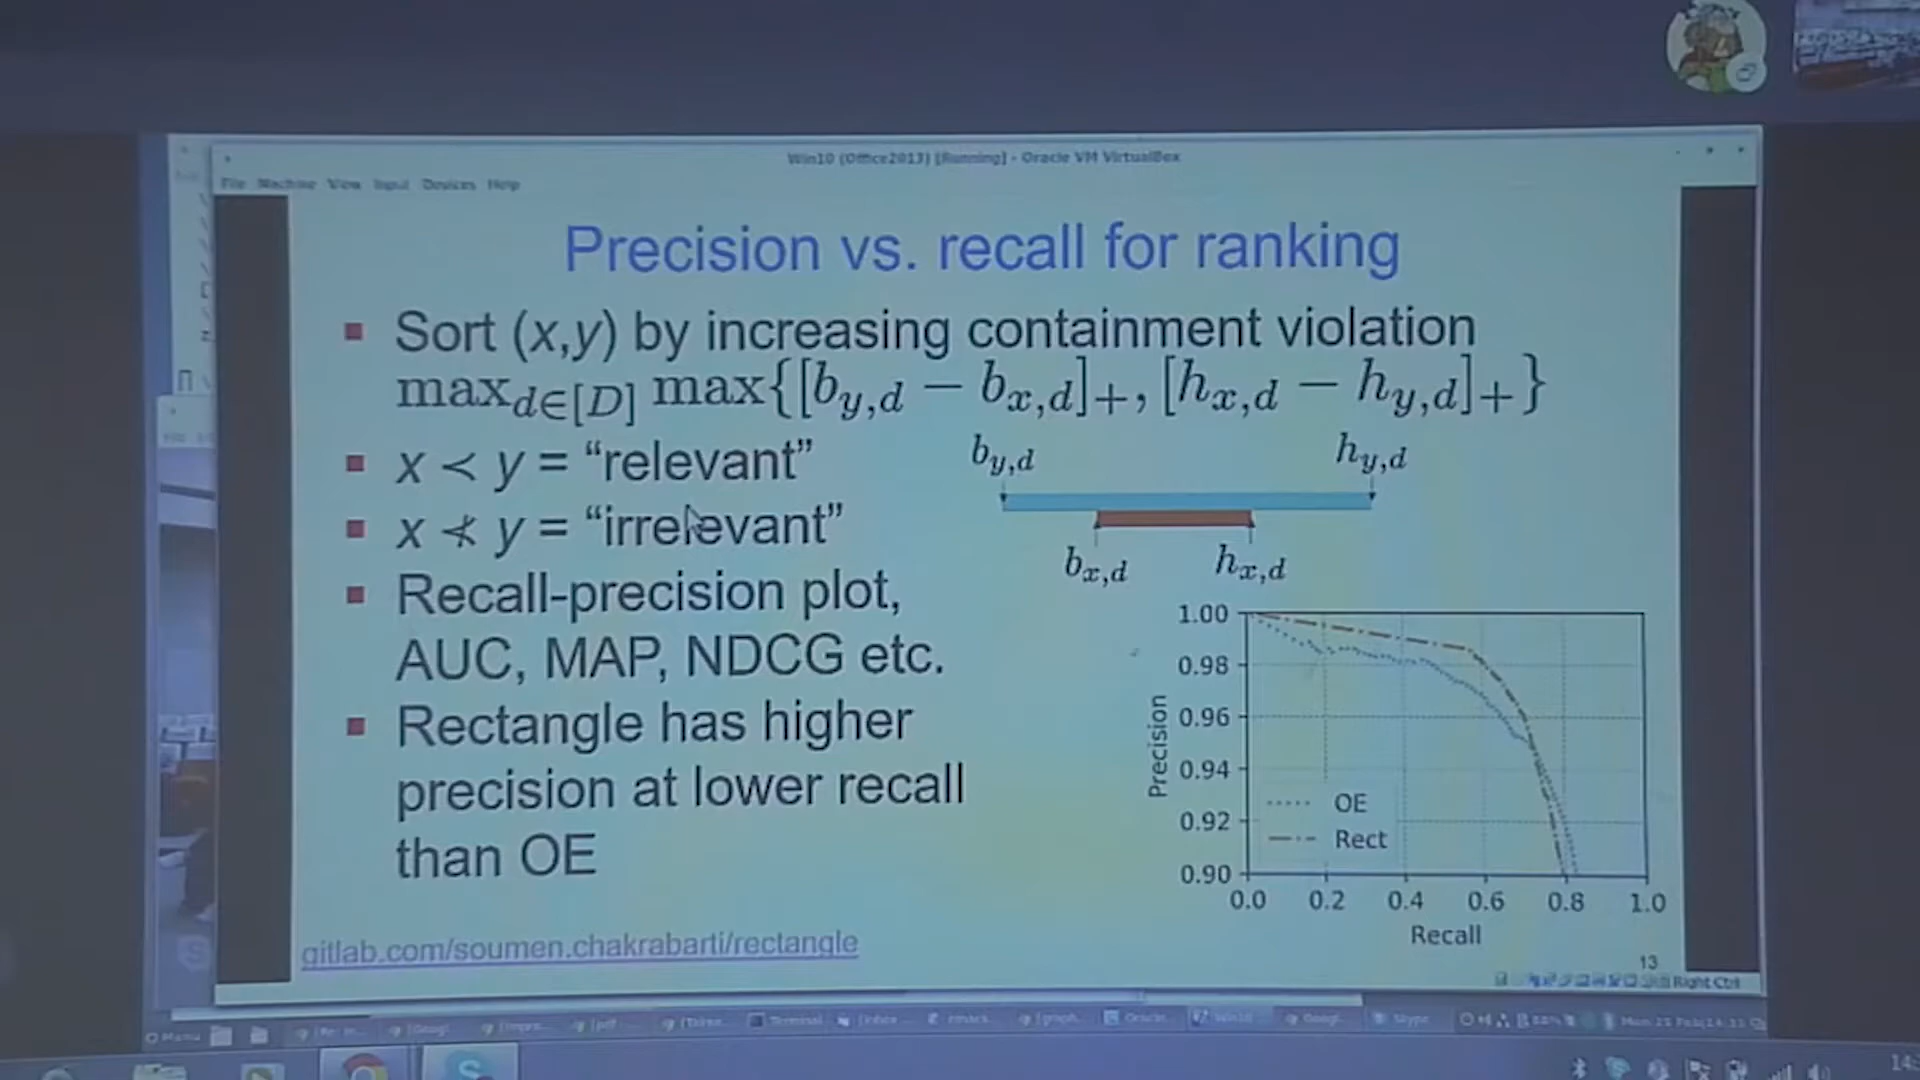 Win10 (Office2013) [Running] - Oracle VM VirtualBox
File Machine View Input Devices Help
Precision vs. recall for ranking
Sort (x,y) by increasing containment violation
max_{d∈[D]} max{[b_{y,d} − b_{x,d}]_+, [h_{x,d} − h_{y,d}]_+}
x ≺ y = “relevant”
x ⊀ y = “irrelevant”
Recall-precision plot,
AUC, MAP, NDCG etc.
Rectangle has higher
precision at lower recall
than OE
b_{y,d} h_{y,d}
b_{x,d} h_{x,d}
1.00
0.98
0.96
0.94
0.92
0.90
Precision
OE
Rect
0.0 0.2 0.4 0.6 0.8 1.0
Recall
gitlab.com/soumen.chakrabarti/rectangle
13
Right Ctrl
Menu Terminal Skype